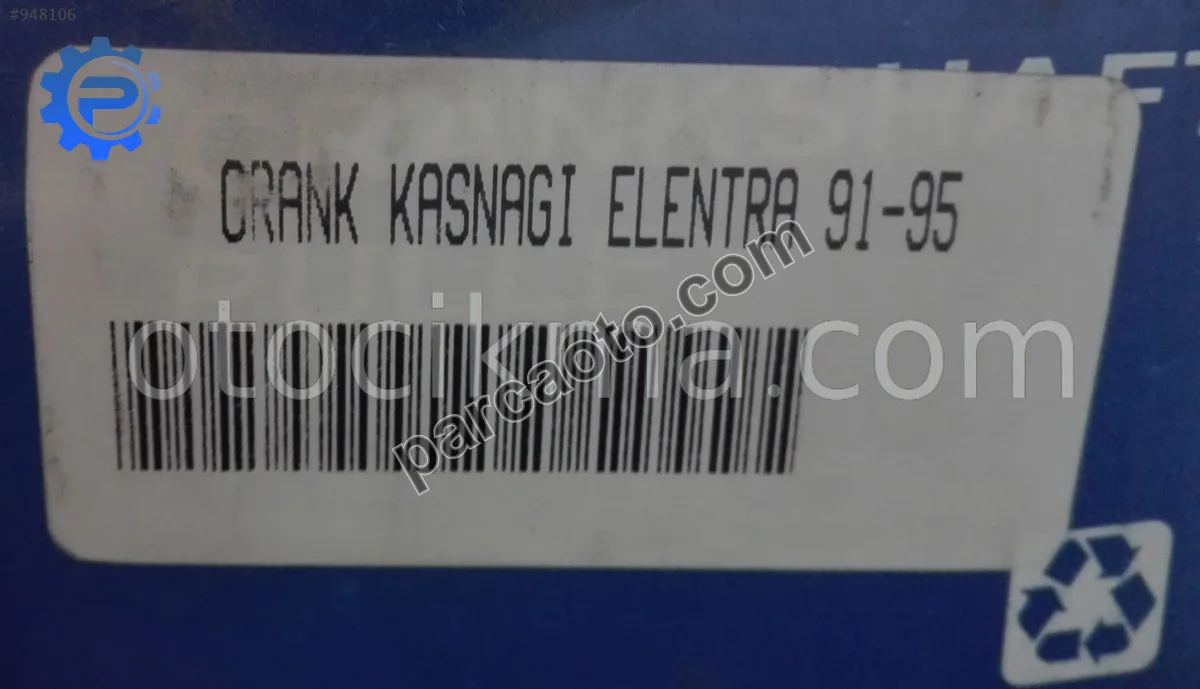 #948106
CRANK KASNAGI ELENTRA 91-95
otocikma.com
parcaoto.com